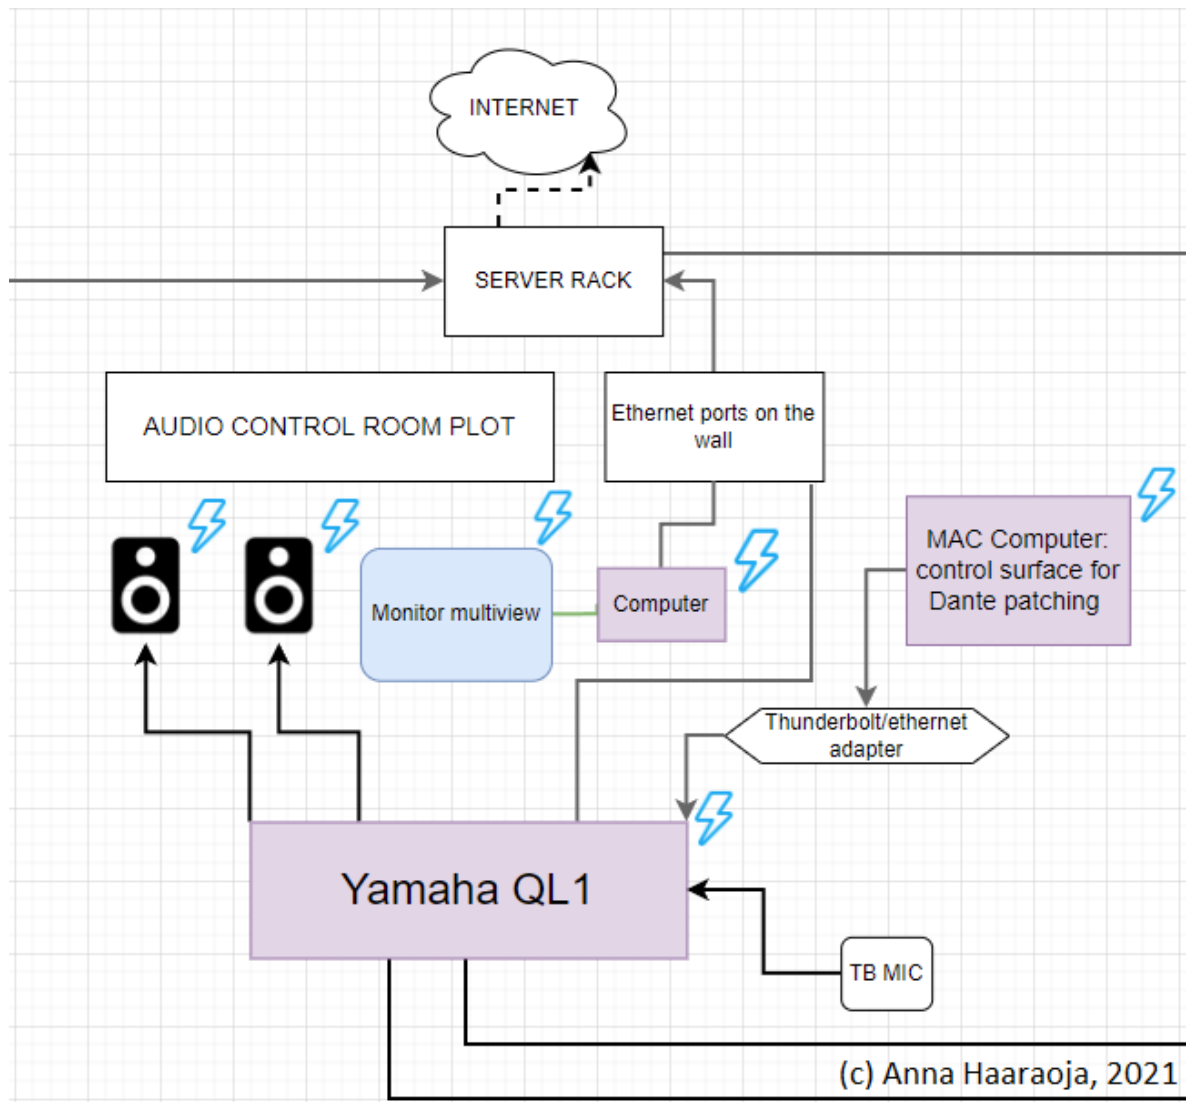 INTERNET
SERVER RACK
AUDIO CONTROL ROOM PLOT
Ethernet ports on the
wall
MAC Computer:
control surface for
Dante patching
Monitor multiview
Computer
Thunderbolt/ethernet
adapter
Yamaha QL1
TB MIC
(c) Anna Haaraoja, 2021